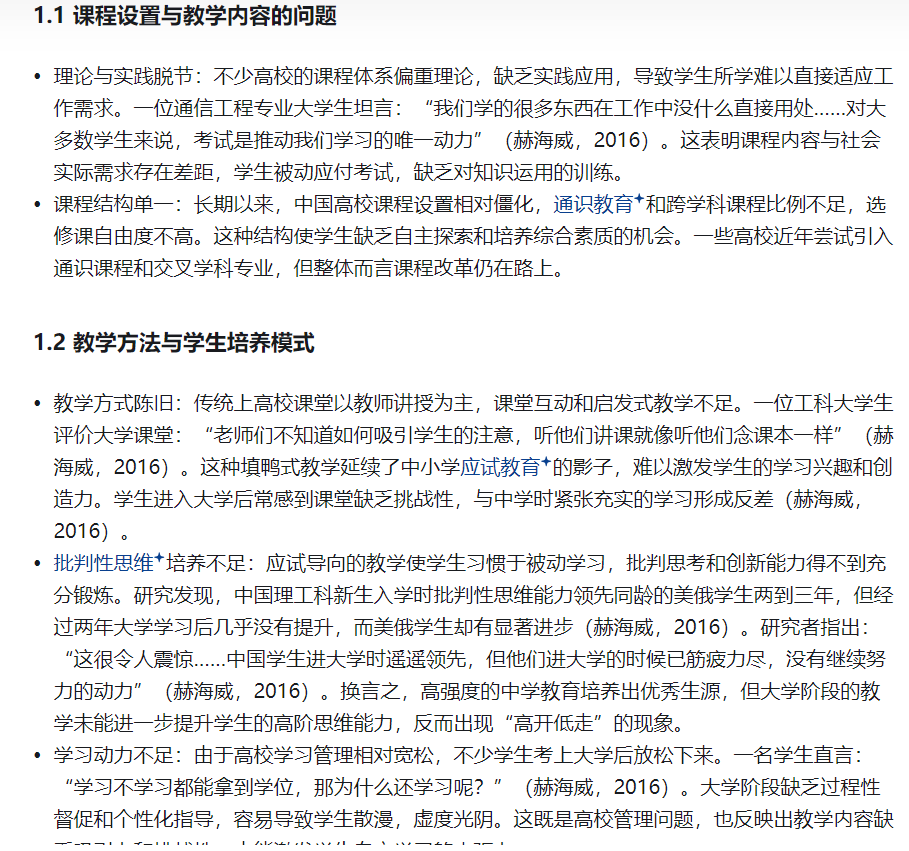 1.1 课程设置与教学内容的问题
• 理论与实践脱节：不少高校的课程体系偏重理论，缺乏实践应用，导致学生所学难以直接适应工
作需求。一位通信工程专业大学生坦言：“我们学的很多东西在工作中没什么直接用处……对大
多数学生来说，考试是推动我们学习的唯一动力”（赫海威，2016）。这表明课程内容与社会
实际需求存在差距，学生被动应付考试，缺乏对知识运用的训练。
• 课程结构单一：长期以来，中国高校课程设置相对僵化，通识教育和跨学科课程比例不足，选
修课自由度不高。这种结构使学生缺乏自主探索和培养综合素质的机会。一些高校近年尝试引入
通识课程和交叉学科专业，但整体而言课程改革仍在路上。
1.2 教学方法与学生培养模式
• 教学方式陈旧：传统上高校课堂以教师讲授为主，课堂互动和启发式教学不足。一位工科大学生
评价大学课堂：“老师们不知道如何吸引学生的注意，听他们讲课就像听他们念课本一样”（赫
海威，2016）。这种填鸭式教学延续了中小学应试教育的影子，难以激发学生的学习兴趣和创
造力。学生进入大学后常感到课堂缺乏挑战性，与中学时紧张充实的学习形成反差（赫海威，
2016）。
• 批判性思维培养不足：应试导向的教学使学生习惯于被动学习，批判思考和创新能力得不到充
分锻炼。研究发现，中国理工科新生入学时批判性思维能力领先同龄的美俄学生两到三年，但经
过两年大学学习后几乎没有提升，而美俄学生却有显著进步（赫海威，2016）。研究者指出：
“这很令人震惊……中国学生进大学时遥遥领先，但他们进大学的时候已筋疲力尽，没有继续努
力的动力”（赫海威，2016）。换言之，高强度的中学教育培养出优秀生源，但大学阶段的教
学未能进一步提升学生的高阶思维能力，反而出现“高开低走”的现象。
• 学习动力不足：由于高校学习管理相对宽松，不少学生考上大学后放松下来。一名学生直言：
“学习不学习都能拿到学位，那为什么还学习呢？”（赫海威，2016）。大学阶段缺乏过程性
督促和个性化指导，容易导致学生散漫，虚度光阴。这既是高校管理问题，也反映出教学内容缺